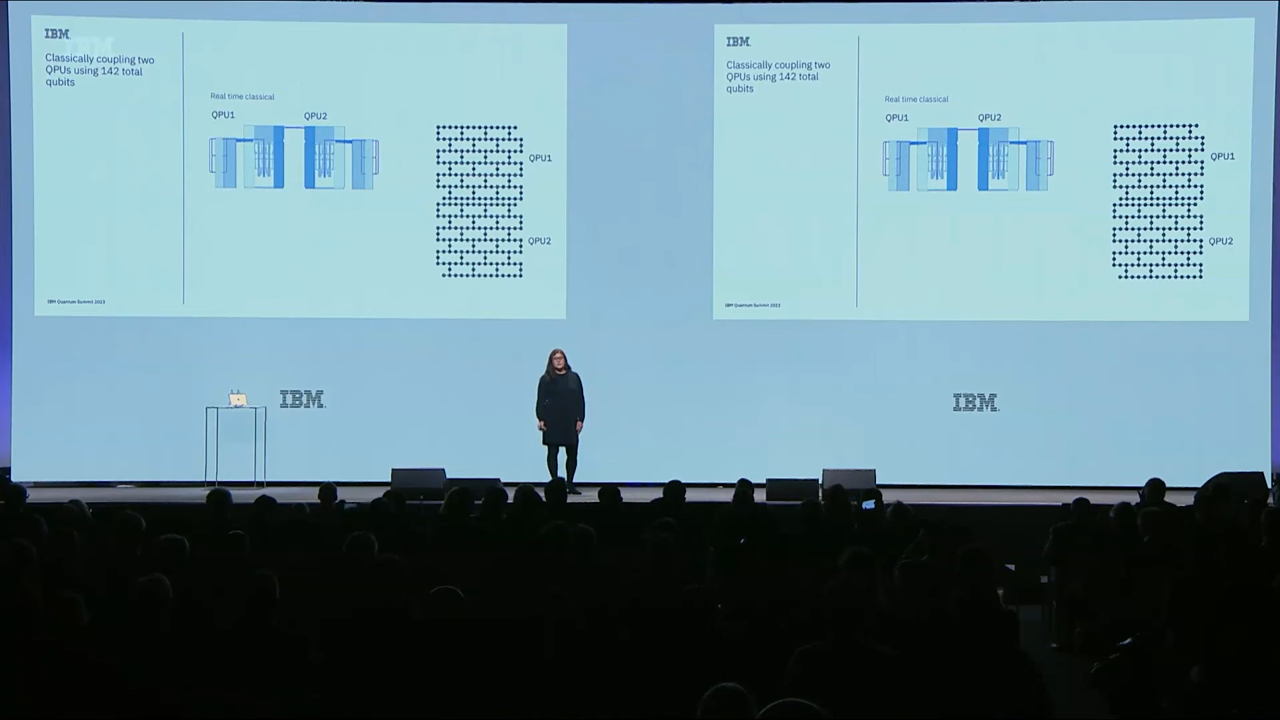 IBM
Classically coupling two
QPUs using 142 total
qubits
Real time classical
QPU1
QPU2
QPU1
QPU2
IBM Quantum Summit 2023
IBM
Classically coupling two
QPUs using 142 total
qubits
Real time classical
QPU1
QPU2
QPU1
QPU2
IBM Quantum Summit 2023
IBM
IBM